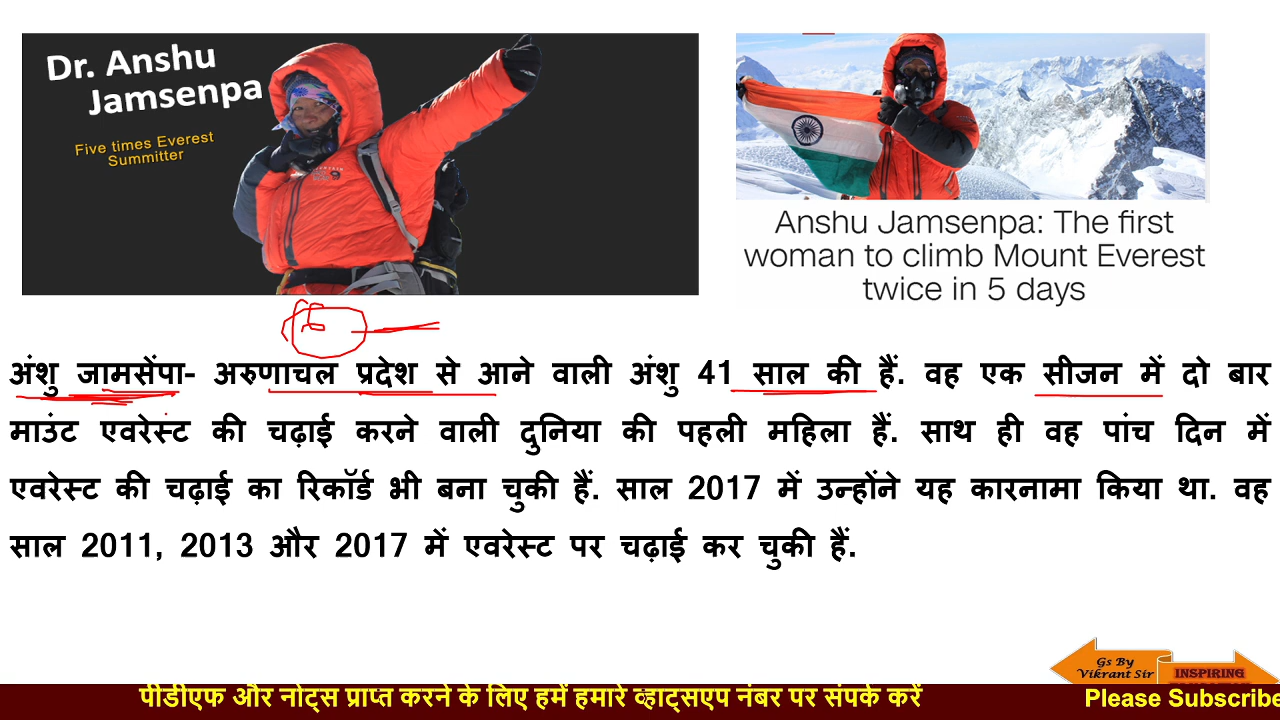 Dr. Anshu
Jamsenpa
Five times Everest
Summitter
Anshu Jamsenpa: The first
woman to climb Mount Everest
twice in 5 days
अंशु जामसेंपा- अरुणाचल प्रदेश से आने वाली अंशु 41 साल की हैं. वह एक सीजन में दो बार
माउंट एवरेस्ट की चढ़ाई करने वाली दुनिया की पहली महिला हैं. साथ ही वह पांच दिन में
एवरेस्ट की चढ़ाई का रिकॉर्ड भी बना चुकी हैं. साल 2017 में उन्होंने यह कारनामा किया था. वह
साल 2011, 2013 और 2017 में एवरेस्ट पर चढ़ाई कर चुकी हैं.
Gs By
Vikrant Sir
INSPIRING
पीडीएफ और नोट्स प्राप्त करने के लिए हमें हमारे व्हाट्सएप नंबर पर संपर्क करें
Please Subscribe